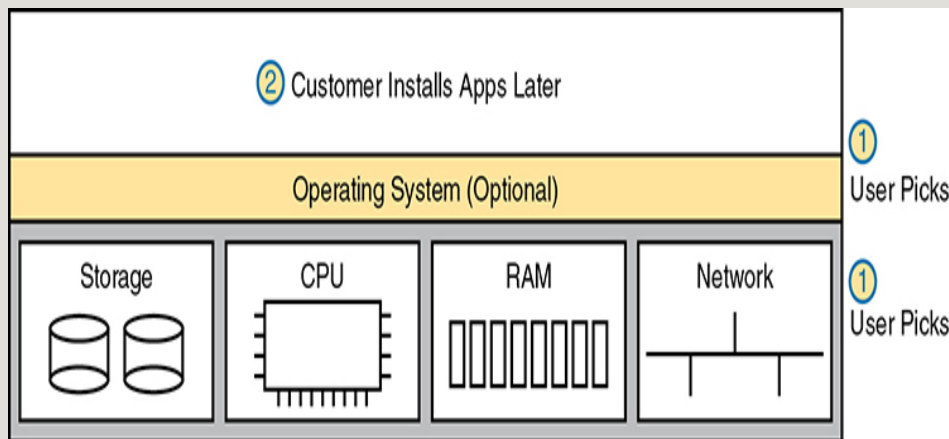 ② Customer Installs Apps Later
①
User Picks
Operating System (Optional)
Storage
CPU
RAM
Network
①
User Picks